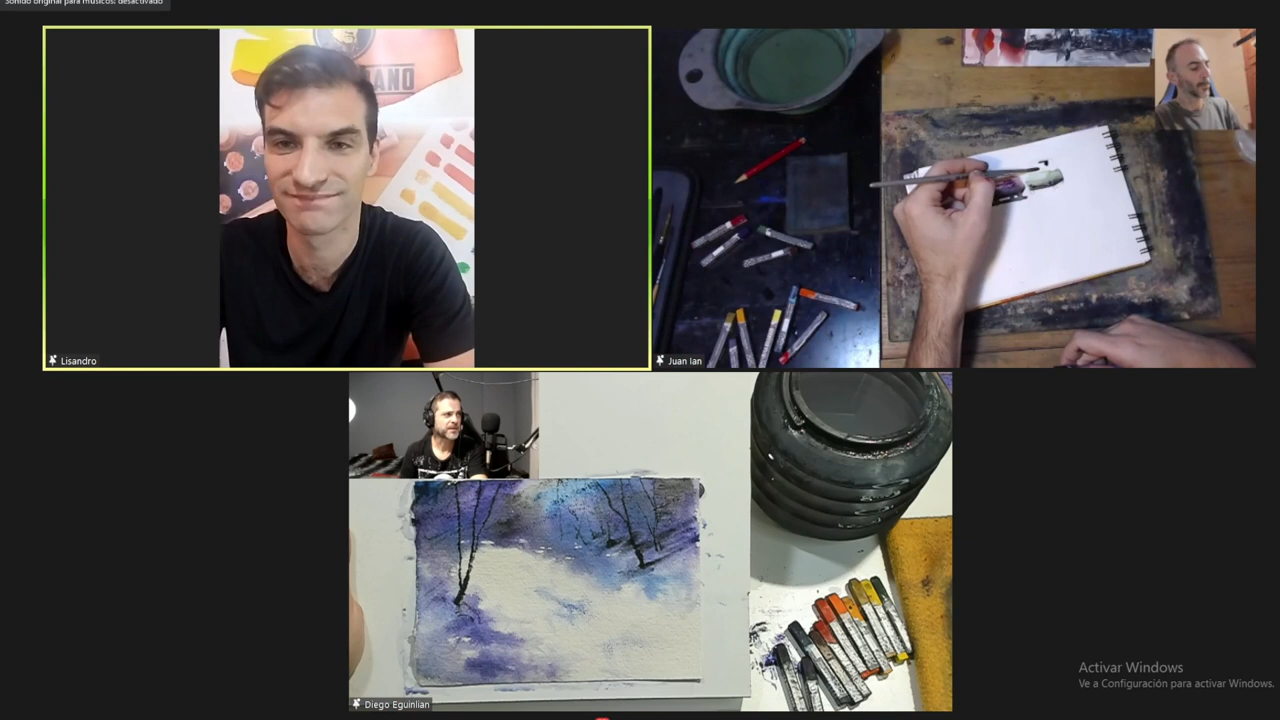 Sonido original para músicos: desactivado
Lisandro
Juan Ian
Diego Eguinlian
Activar Windows
Ve a Configuración para activar Windows.